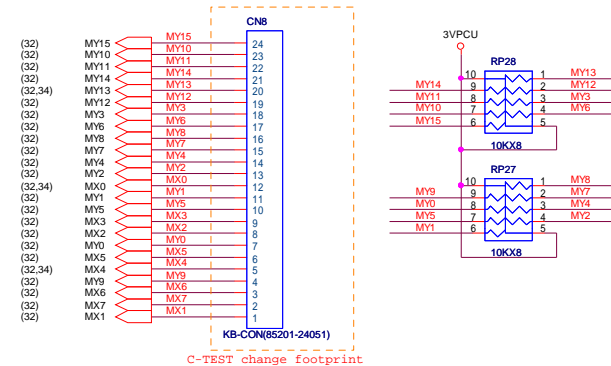 CN8
(32) MY15 MY15 24
(32) MY10 MY10 23
(32) MY11 MY11 22
(32) MY14 MY14 21
(32,34) MY13 MY13 20
(32) MY12 MY12 19
(32) MY3 MY3 18
(32) MY6 MY6 17
(32) MY8 MY8 16
(32) MY7 MY7 15
(32) MY4 MY4 14
(32) MY2 MY2 13
(32,34) MX0 MX0 12
(32) MY1 MY1 11
(32) MY5 MY5 10
(32) MX3 MX3 9
(32) MX2 MX2 8
(32) MY0 MY0 7
(32) MX5 MX5 6
(32,34) MX4 MX4 5
(32) MY9 MY9 4
(32) MX6 MX6 3
(32) MX7 MX7 2
(32) MX1 MX1 1
KB-CON(85201-24051)
C-TEST change footprint
3VPCU
RP28
10 1 MY13
MY14 9 2 MY12
MY11 8 3 MY3
MY10 7 4 MY6
MY15 6 5
10KX8
RP27
10 1 MY8
MY9 9 2 MY7
MY0 8 3 MY4
MY5 7 4 MY2
MY1 6 5
10KX8